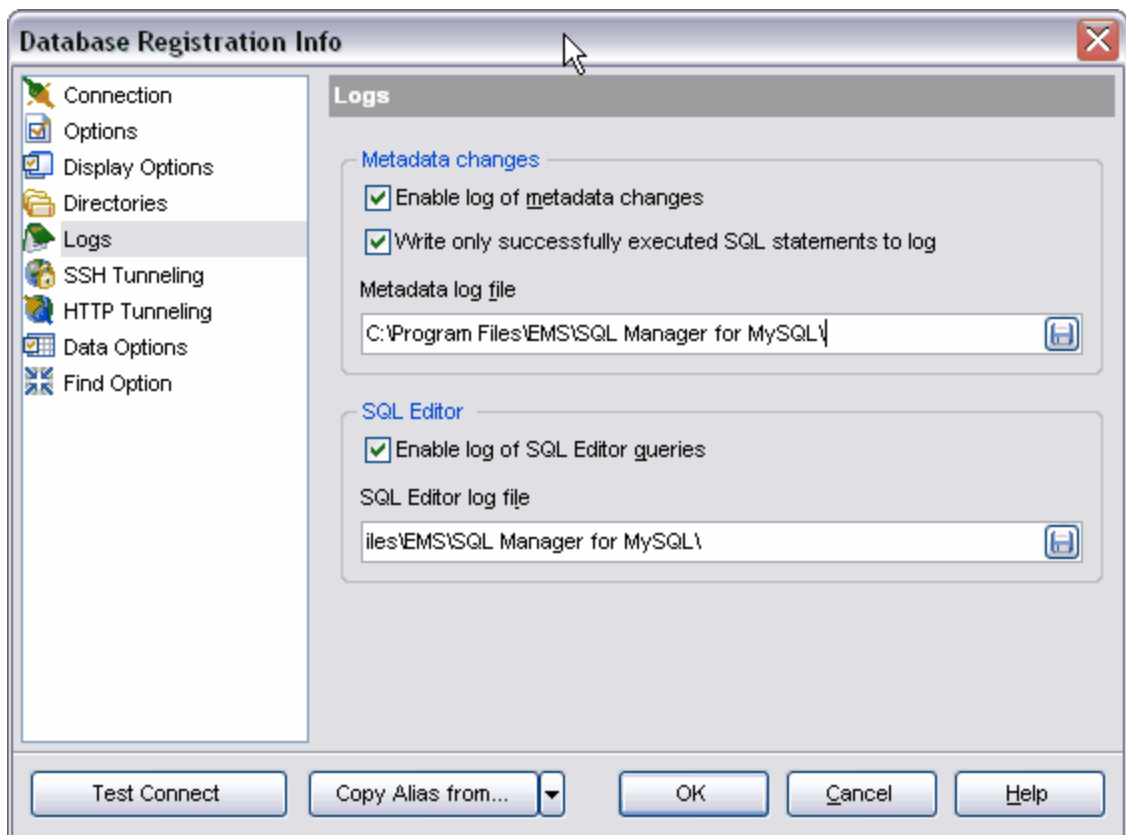 Database Registration Info
Connection
Options
Display Options
Directories
Logs
SSH Tunneling
HTTP Tunneling
Data Options
Find Option
Logs
Metadata changes
Enable log of metadata changes
Write only successfully executed SQL statements to log
Metadata log file
C:\Program Files\EMS\SQL Manager for MySQL\
SQL Editor
Enable log of SQL Editor queries
SQL Editor log file
iles\EMS\SQL Manager for MySQL\
Test Connect
Copy Alias from...
OK
Cancel
Help